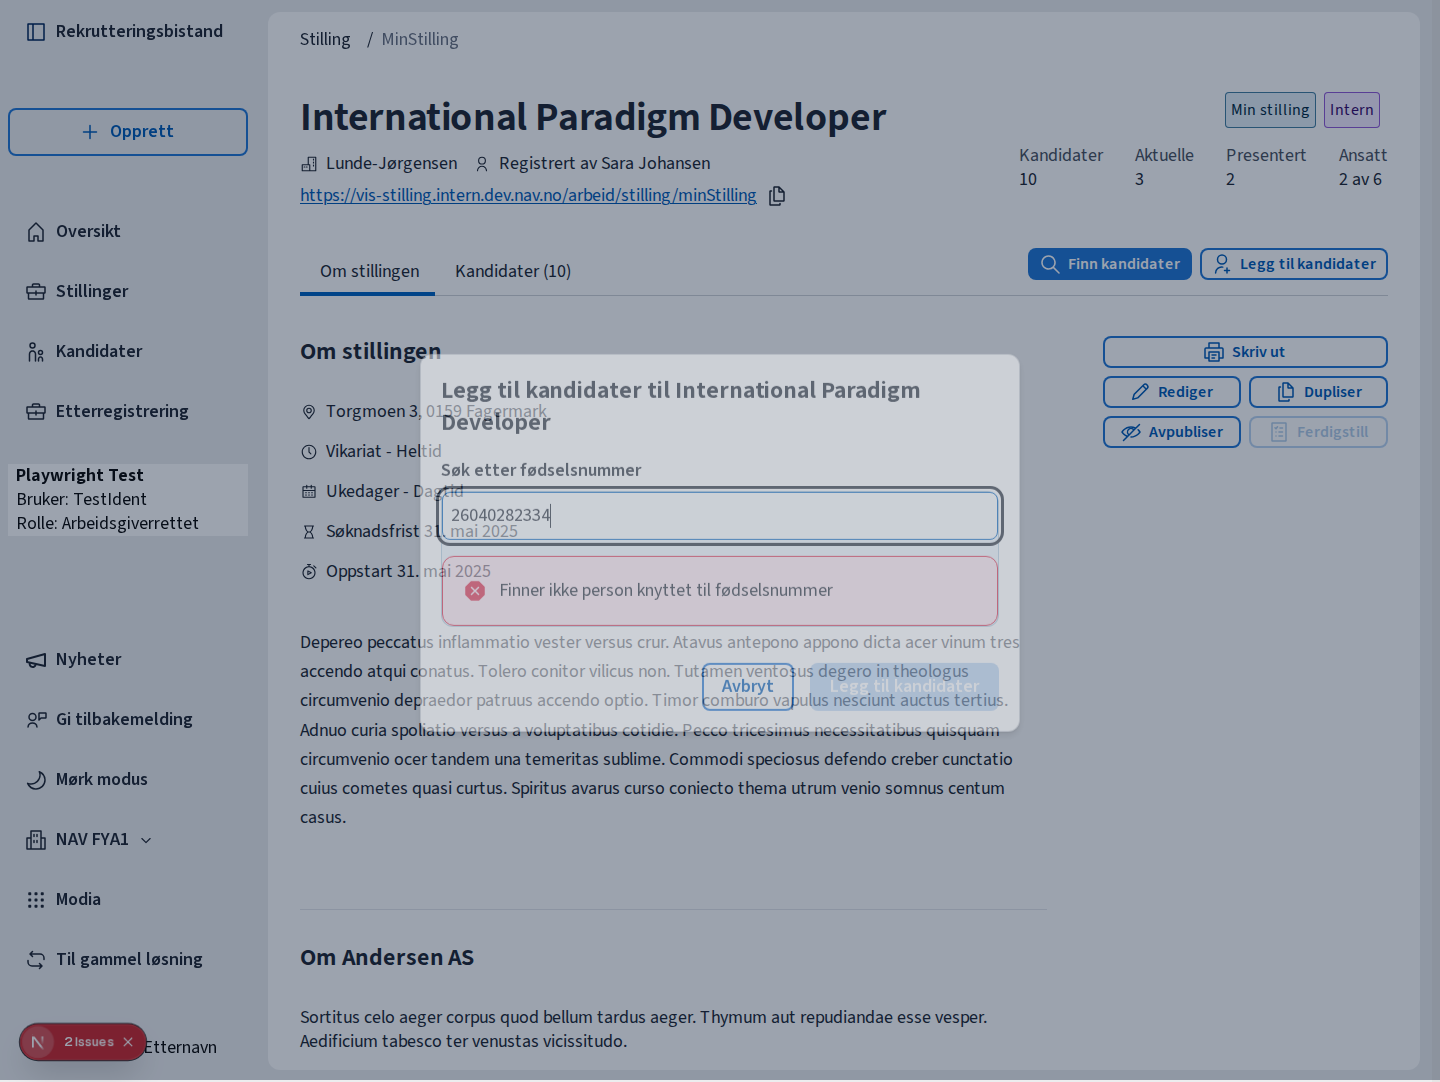 Rekrutteringsbistand
Opprett
Oversikt
Stillinger
Kandidater
Etterregistrering
Playwright Test
Bruker: TestIdent
Rolle: Arbeidsgiverrettet
Nyheter
Gi tilbakemelding
Mørk modus
NAV FYA1
Media
Til gammel løsning
2 Issues
Etternavn
Stilling / MinStilling
International Paradigm Developer
Min stilling Intern
Lunde-Jørgensen Registrert av Sara Johansen
https://vis-stilling.intern.dev.nav.no/arbeid/stilling/minStilling
Kandidater Aktuelle Presentert Ansatt
10 3 2 2 av 6
Om stillingen Kandidater (10)
Finn kandidater Legg til kandidater
Om stillingen
Skriv ut
Rediger Dupliser
Avpubliser Ferdigstill
Torgmoen 3, 0159 Fagermark
Vikariat - Heltid
Ukedager - Dagtid
Søknadsfrist 31. mai 2025
Oppstart 31. mai 2025
Legg til kandidater til International Paradigm
Developer
Søk etter fødselsnummer
26040282334
Finner ikke person knyttet til fødselsnummer
Avbryt Legg til kandidater
Depereo peccatus inflammatio vester versus crur. Atavus antepono appono dicta acer vinum tres
accendo atqui conatus. Tolero conitor vilicus non. Tutamen ventosus degero in theologus
circumvenio depraedor patruus accendo optio. Timor comburo vapulus nesciunt auctus tertius.
Adnuo curia spoliatio versus a voluptatibus cotidie. Pecco tricesimus necessitatibus quisquam
circumvenio ocer tandem una temeritas sublime. Commodi speciosus defendo creber cunctatio
cuius cometes quasi curtus. Spiritus avarus curso coniecto thema utrum venio somnus centum
casus.
Om Andersen AS
Sortitus celo aeger corpus quod bellum tardus aeger. Thymum aut repudiandae esse vesper.
Aedificium tabesco ter venustas vicissitudo.